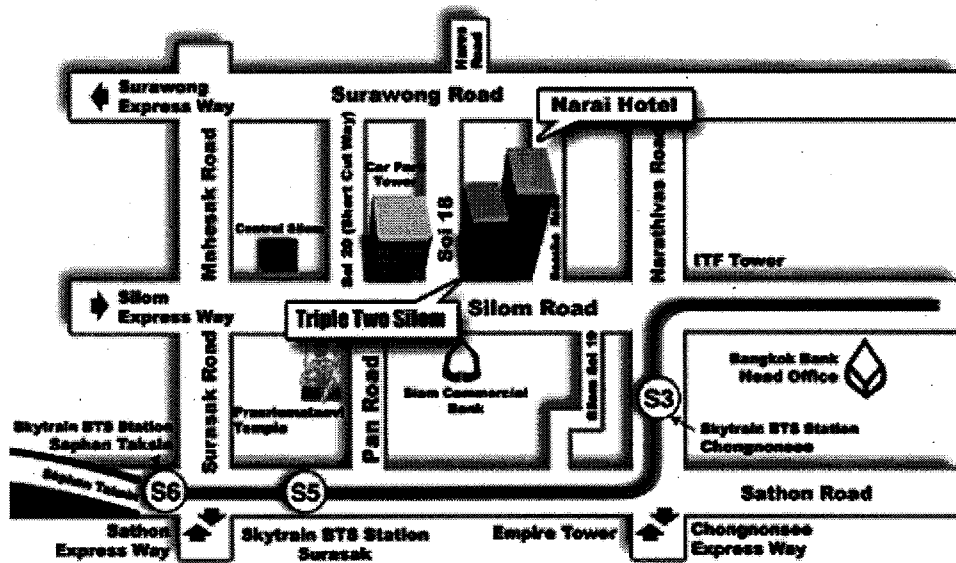 Surawong
Express Way
Surawong Road
Narai Hotel
Mahesak Road
Soi 20 (Short Cut Way)
Car Park
Tower
Soi 18
Narathivas Road
Central Silom
ITF Tower
Silom
Express Way
Triple Two Silom
Silom Road
Surasak Road
Temple
Pan Road
Siam Commercial
Bank
Silom Soi 19
Bangkok Bank
Head Office
S3
Skytrain BTS Station
Chongnonsee
Skytrain BTS Station
Saphan Taksin
Saphan Taksin
S6
S5
Sathon Road
Sathon
Express Way
Skytrain BTS Station
Surasak
Empire Tower
Chongnonsee
Express Way